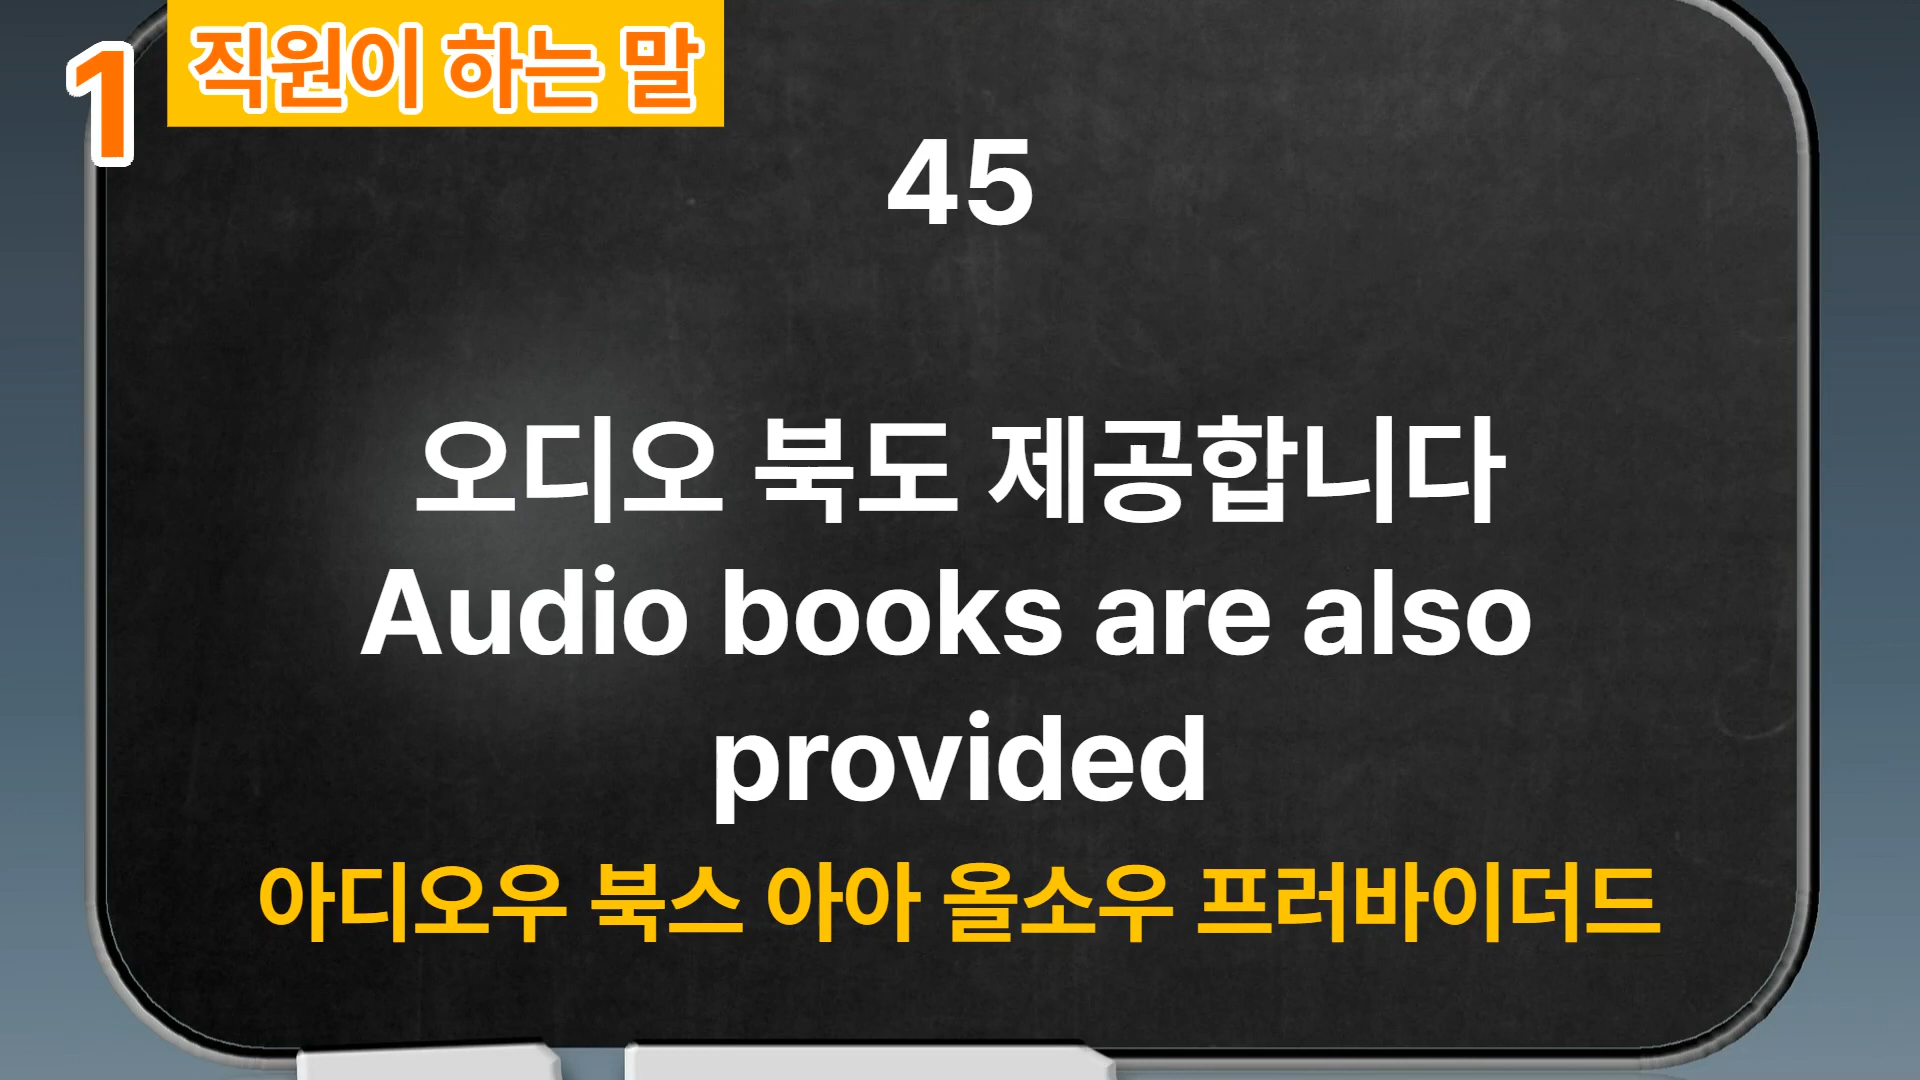 1
직원이 하는 말
45
오디오 북도 제공합니다
Audio books are also
provided
아디오우 북스 아아 올소우 프러바이더드